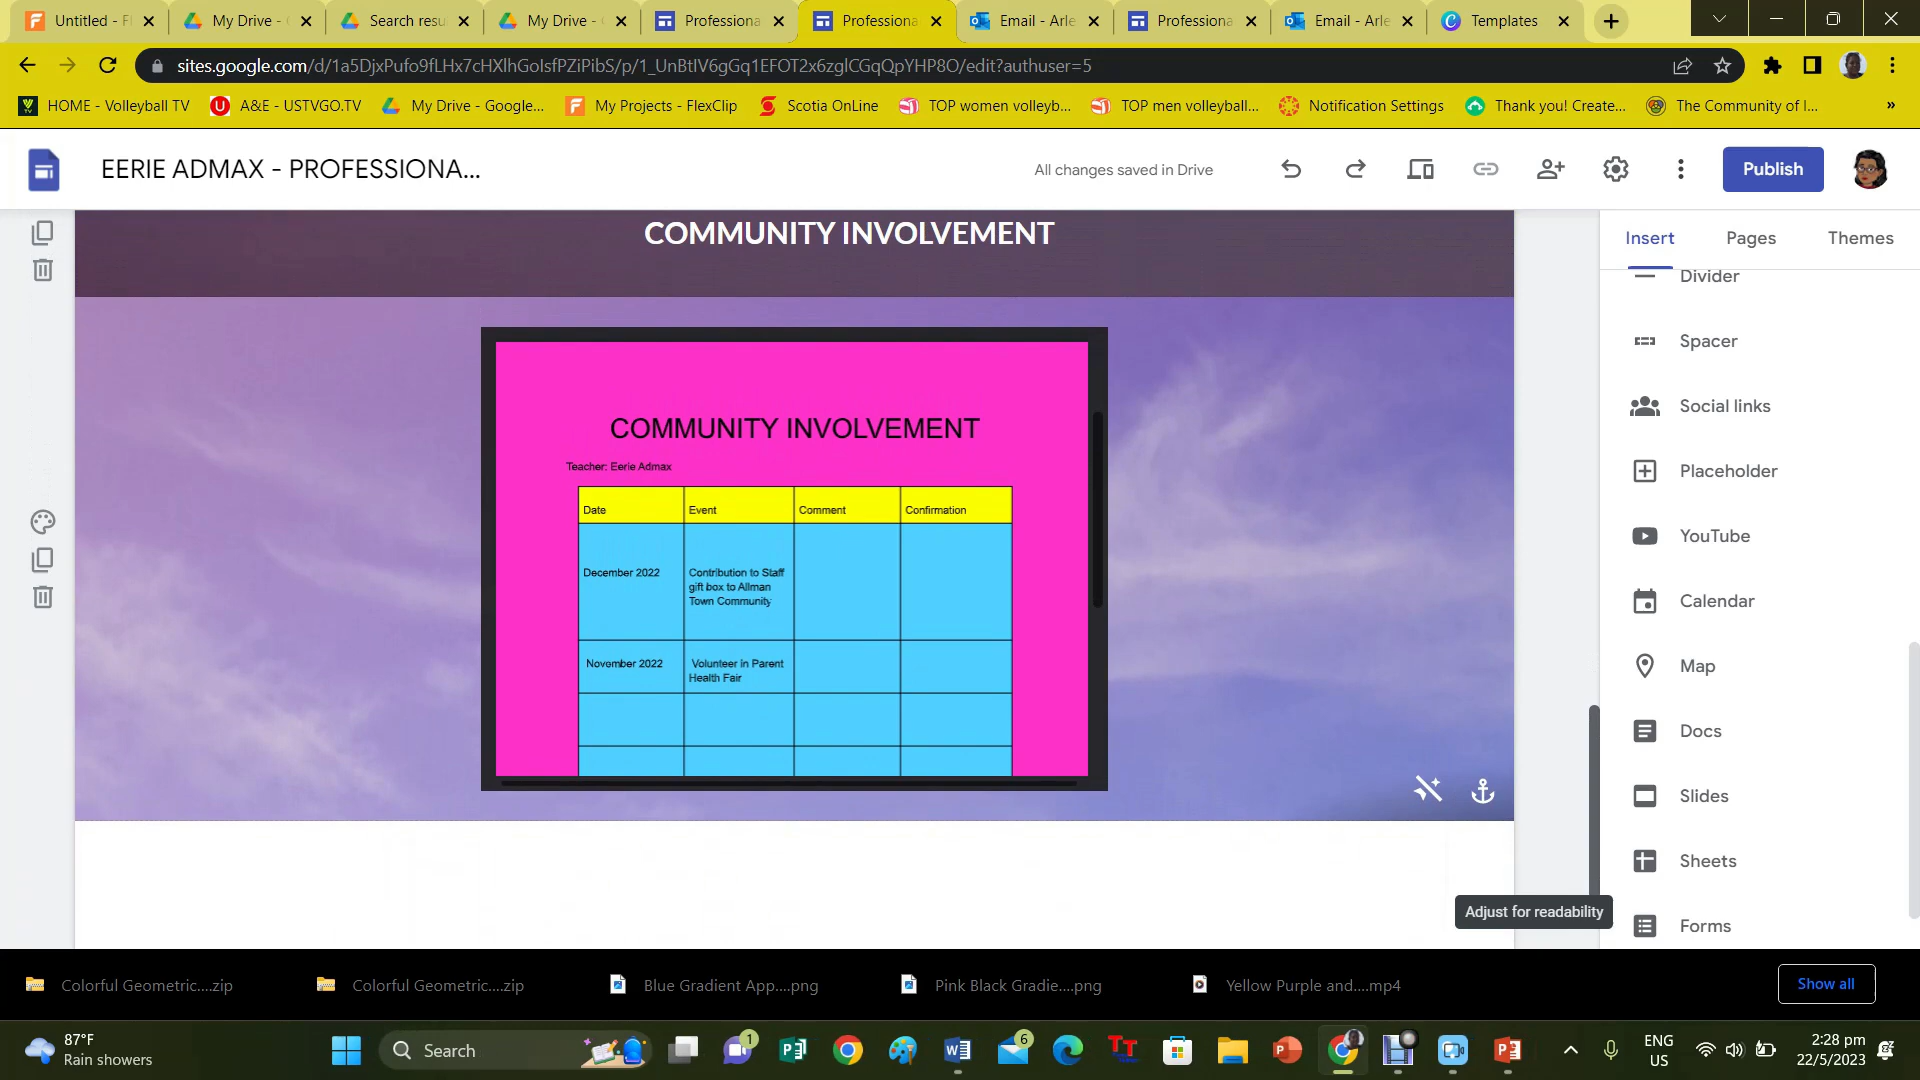 Untitled - Fl
My Drive - G
Search resu
My Drive - G
Professiona
Professiona
Email - Arle
Professiona
Email - Arle
Templates
sites.google.com/d/1a5DjxPufo9fLHx7cHXlhGoIsfPZiPibS/p/1_UnBtIV6gGq1EFOT2x6zglCGqQpYHP8O/edit?authuser=5
HOME - Volleyball TV
A&E - USTVGO.TV
My Drive - Google...
My Projects - FlexClip
Scotia OnLine
TOP women volleyb...
TOP men volleyball...
Notification Settings
Thank you! Create...
The Community of I...
»
EERIE ADMAX - PROFESSIONA...
All changes saved in Drive
Publish
Insert
Pages
Themes
COMMUNITY INVOLVEMENT
COMMUNITY INVOLVEMENT
Teacher: Eerie Admax
Date
Event
Comment
Confirmation
December 2022
Contribution to Staff
gift box to Allman
Town Community
November 2022
Volunteer in Parent
Health Fair
Divider
Spacer
Social links
Placeholder
YouTube
Calendar
Map
Docs
Slides
Sheets
Forms
Adjust for readability
Colorful Geometric....zip
Colorful Geometric....zip
Blue Gradient App....png
Pink Black Gradie....png
Yellow Purple and....mp4
Show all
87°F
Rain showers
Search
1
6
ENG
US
2:28 pm
22/5/2023